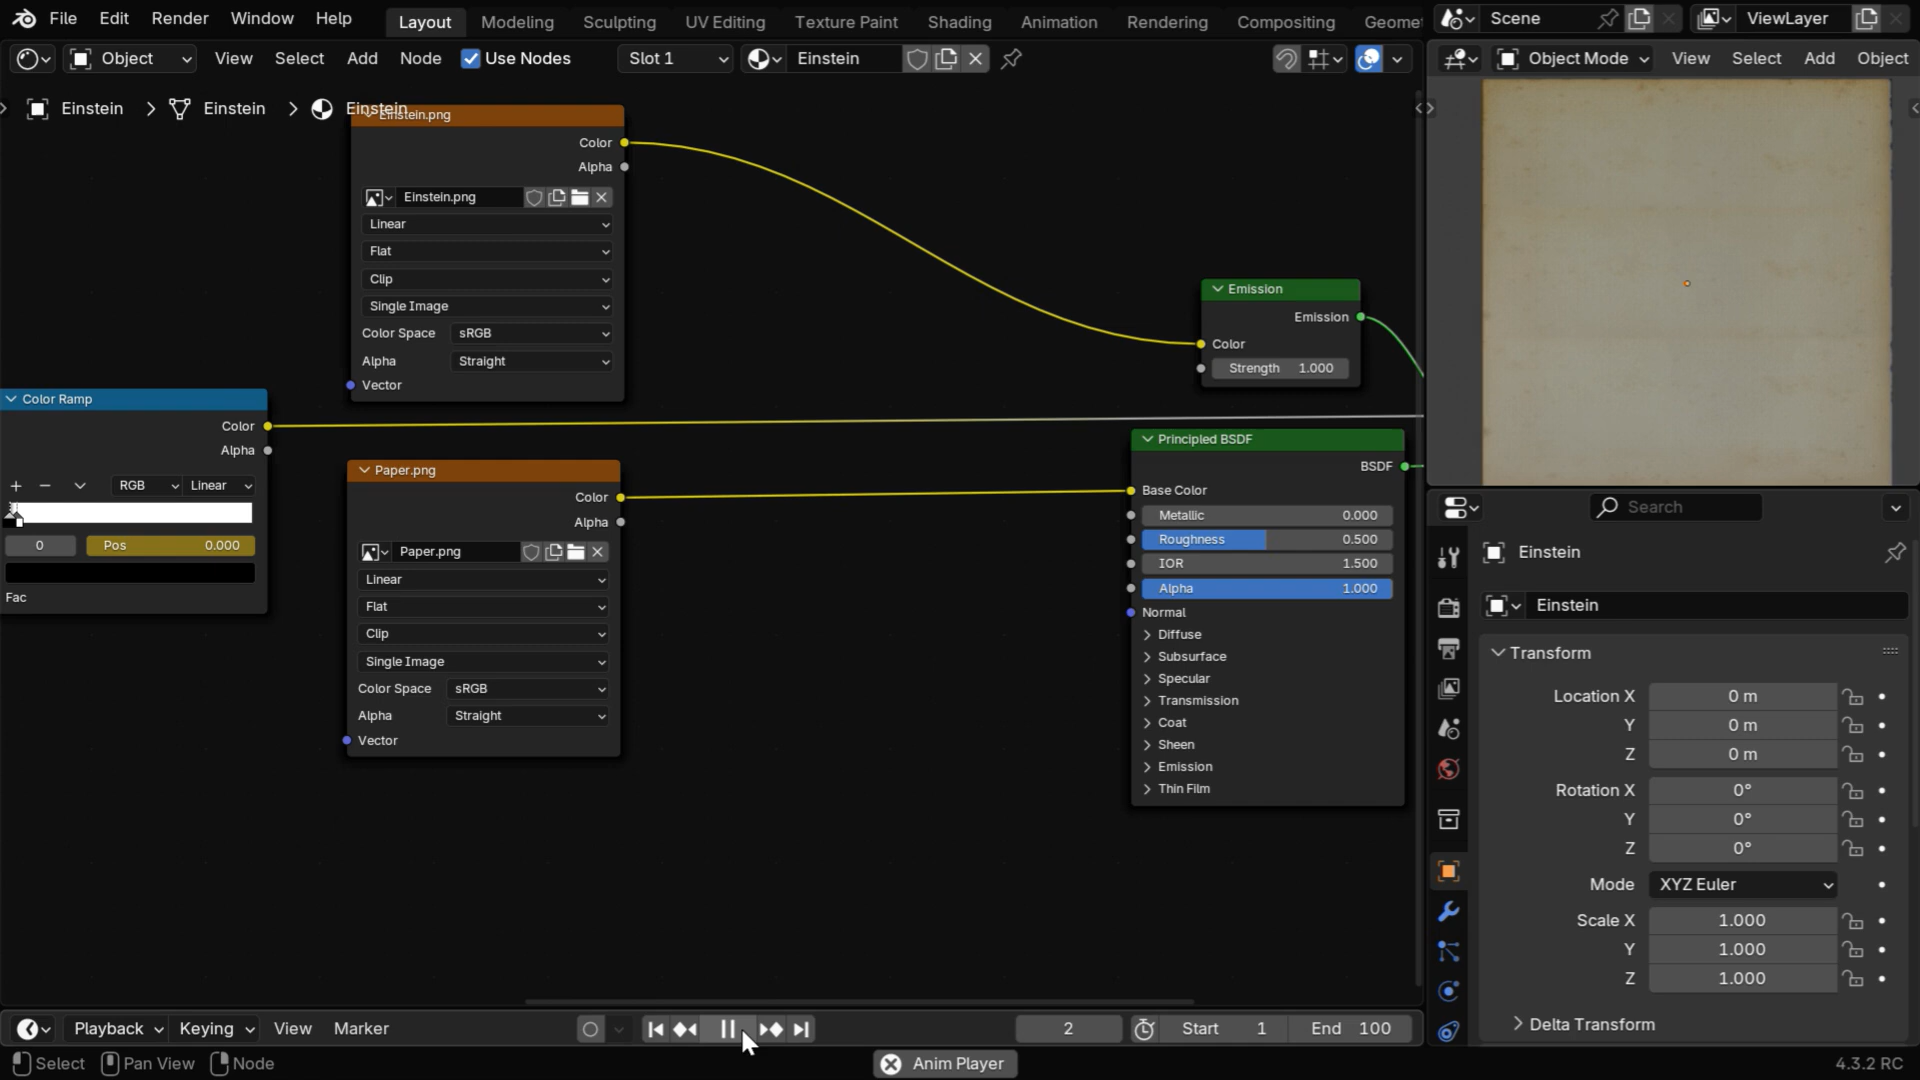 File Edit Render Window Help Layout Modeling Sculpting UV Editing Texture Paint Shading Animation Rendering Compositing Geomet Scene ViewLayer
Object View Select Add Node Use Nodes Slot 1 Einstein Object Mode View Select Add Object
Einstein Einstein Einstein
Einstein.png
Color
Alpha
Einstein.png
Linear
Flat
Clip
Single Image
Color Space sRGB
Alpha Straight
Vector
Emission
Emission
Color
Strength 1.000
Color Ramp
Color
Alpha
RGB Linear
0 Pos 0.000
Fac
Paper.png
Color
Alpha
Paper.png
Linear
Flat
Clip
Single Image
Color Space sRGB
Alpha Straight
Vector
Principled BSDF
BSDF
Base Color
Metallic 0.000
Roughness 0.500
IOR 1.500
Alpha 1.000
Normal
Diffuse
Subsurface
Specular
Transmission
Coat
Sheen
Emission
Thin Film
Search
Einstein
Einstein
Transform
Location X 0 m
Y 0 m
Z 0 m
Rotation X 0°
Y 0°
Z 0°
Mode XYZ Euler
Scale X 1.000
Y 1.000
Z 1.000
Delta Transform
Playback Keying View Marker 2 Start 1 End 100
Select Pan View Node Anim Player 4.3.2 RC